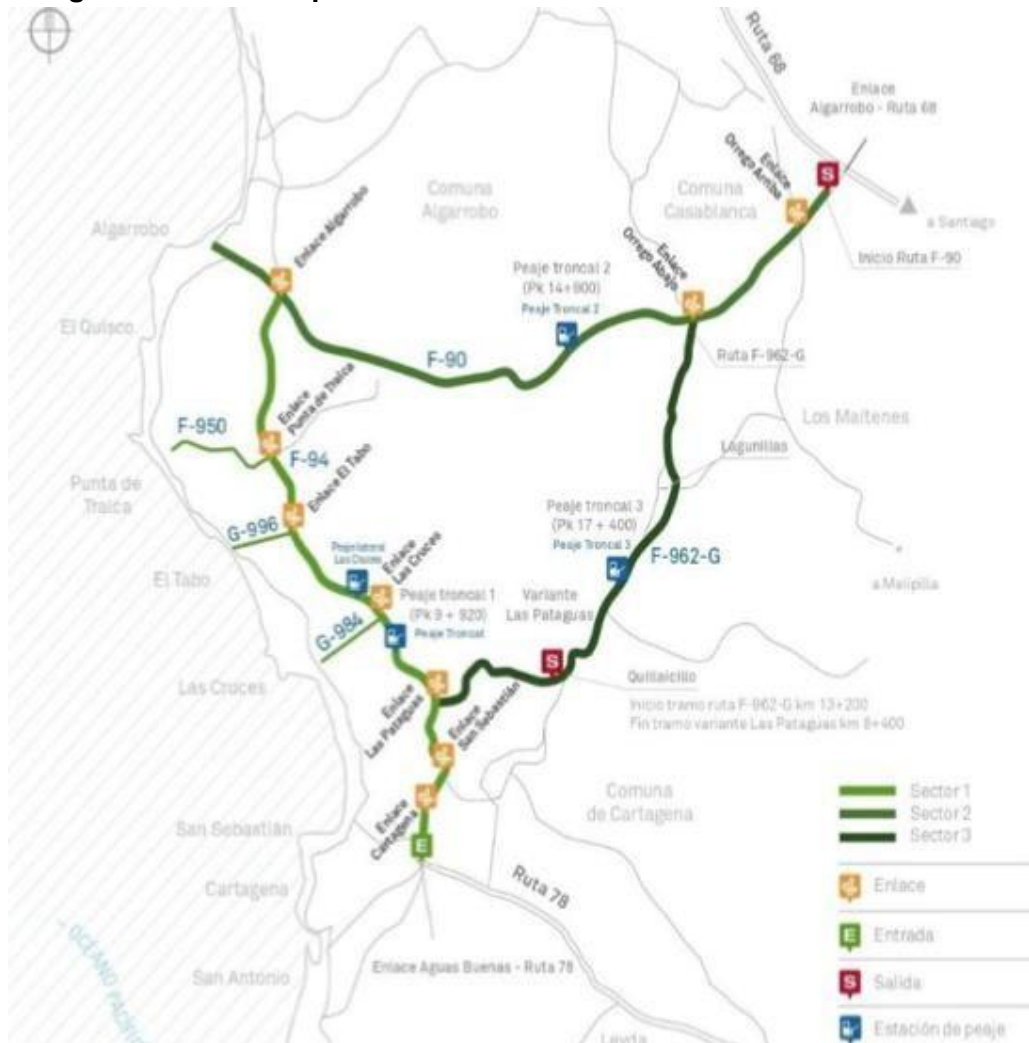 Ruta 68
Enlace
Algarrobo - Ruta 68
Enlace
Orrego Arriba
a Santiago
Inicio Ruta F-90
Comuna
Algarrobo
Comuna
Casablanca
Algarrobo
Enlace Algarrobo
Enlace
Orrego Abajo
Peaje troncal 2
(Pk 14+800)
Peaje Troncal 2
El Quisco
F-90
Ruta F-962-G
Enlace
Punta de Tralca
F-950
F-94
Los Maitenes
Lagunillas
Enlace El Tabo
Punta de
Tralca
G-996
Peaje troncal 3
(Pk 17 + 400)
Peaje Troncal 3
F-962-G
El Tabo
Las Cruces
Enlace
Las Cruces
Peaje troncal 1
(Pk 9 + 920)
Peaje Troncal
Variante
Las Pataguas
a Melipilla
G-984
Las Cruces
Enlace
Las Pataguas
Enlace
San Sebastián
Quillaicillo
Inicio tramo ruta F-962-G km 13+200
Fin tramo variante Las Pataguas km 8+400
Comuna
de Cartagena
San Sebastián
Enlace
Cartagena
E
Cartagena
Ruta 78
San Antonio
Enlace Aguas Buenas - Ruta 78
Leyda
Sector 1
Sector 2
Sector 3
Enlace
E Entrada
S Salida
Estación de peaje